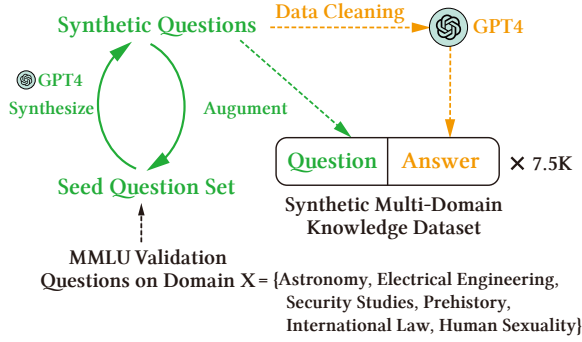 Synthetic Questions
Data Cleaning
GPT4
GPT4
Synthesize
Augument
Question
Answer
× 7.5K
Seed Question Set
Synthetic Multi-Domain
Knowledge Dataset
MMLU Validation
Questions on Domain X = {Astronomy, Electrical Engineering,
Security Studies, Prehistory,
International Law, Human Sexuality}